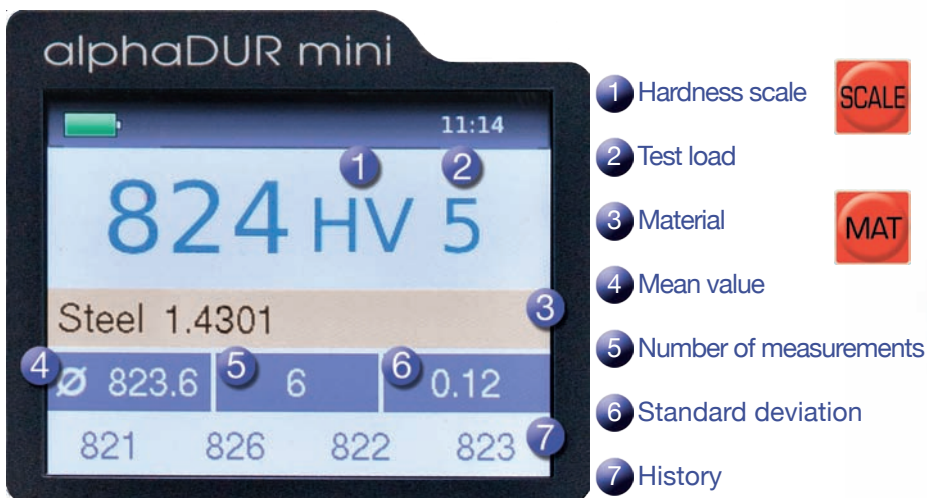 alphaDUR mini
11:14
1 2
824 HV 5
Steel 1.4301 3
4 Ø 823.6 5 6 6 0.12
821 826 822 823 7
1 Hardness scale SCALE
2 Test load
3 Material MAT
4 Mean value
5 Number of measurements
6 Standard deviation
7 History